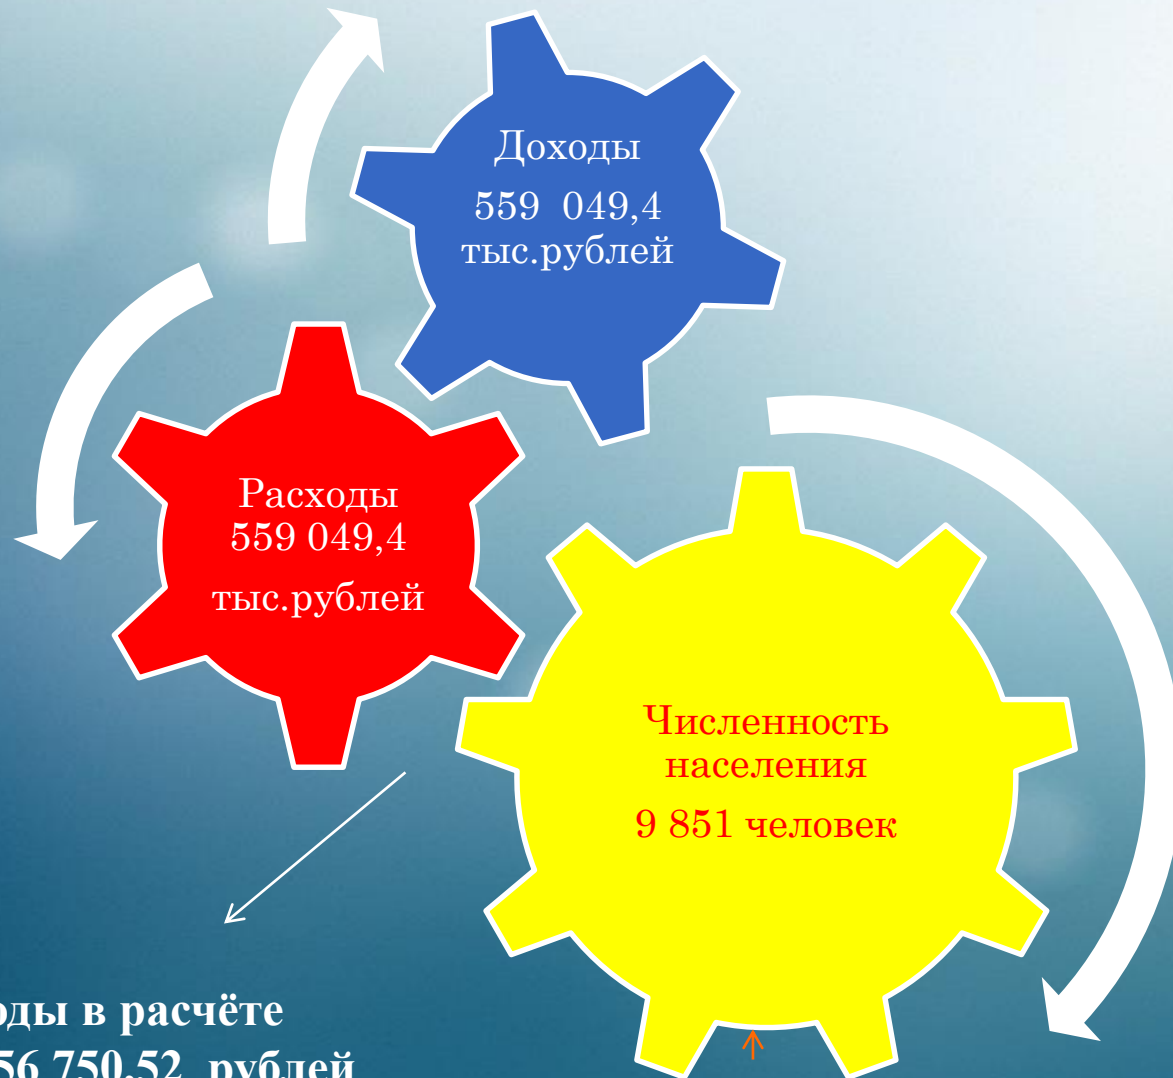 Доходы
559 049,4
тыс.рублей
Расходы
559 049,4
тыс.рублей
Численность
населения
9 851 человек
в расчёте
56 750,52 рублей